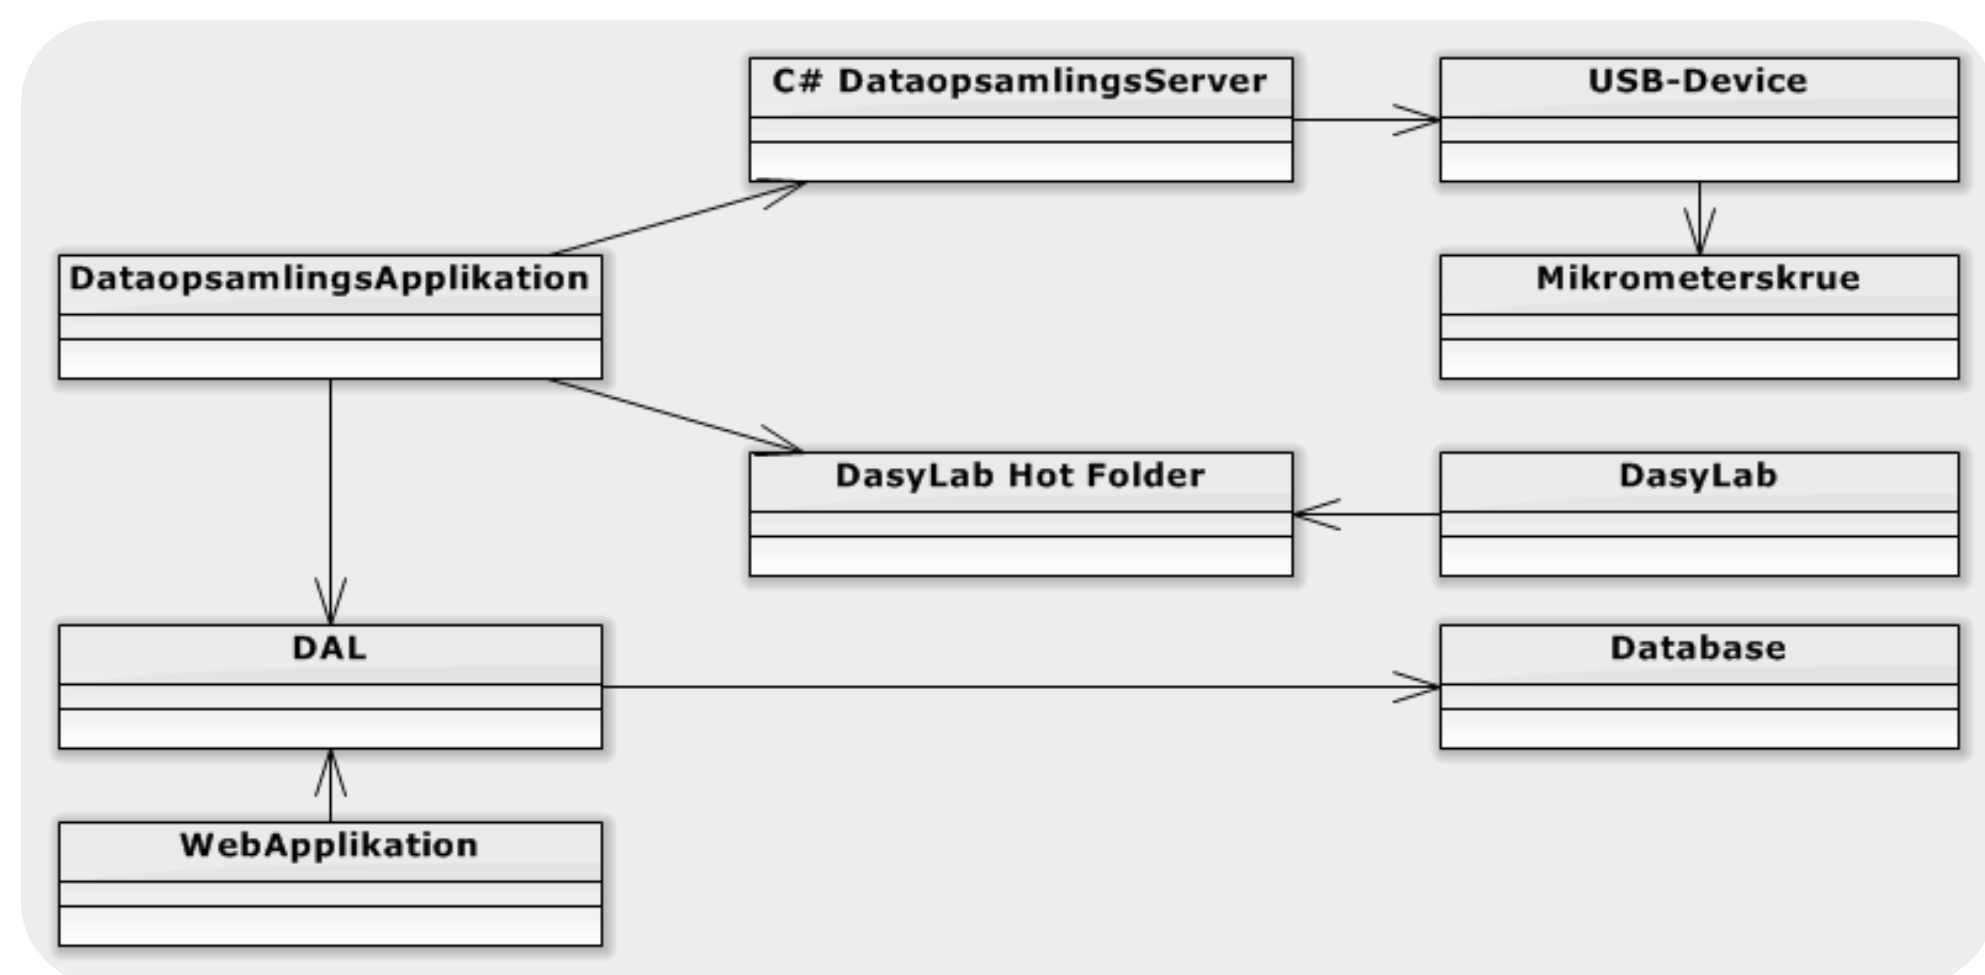 C# DataopsamlingsServer
USB-Device
DataopsamlingsApplikation
Mikrometerskrue
DasyLab Hot Folder
DasyLab
DAL
Database
WebApplikation